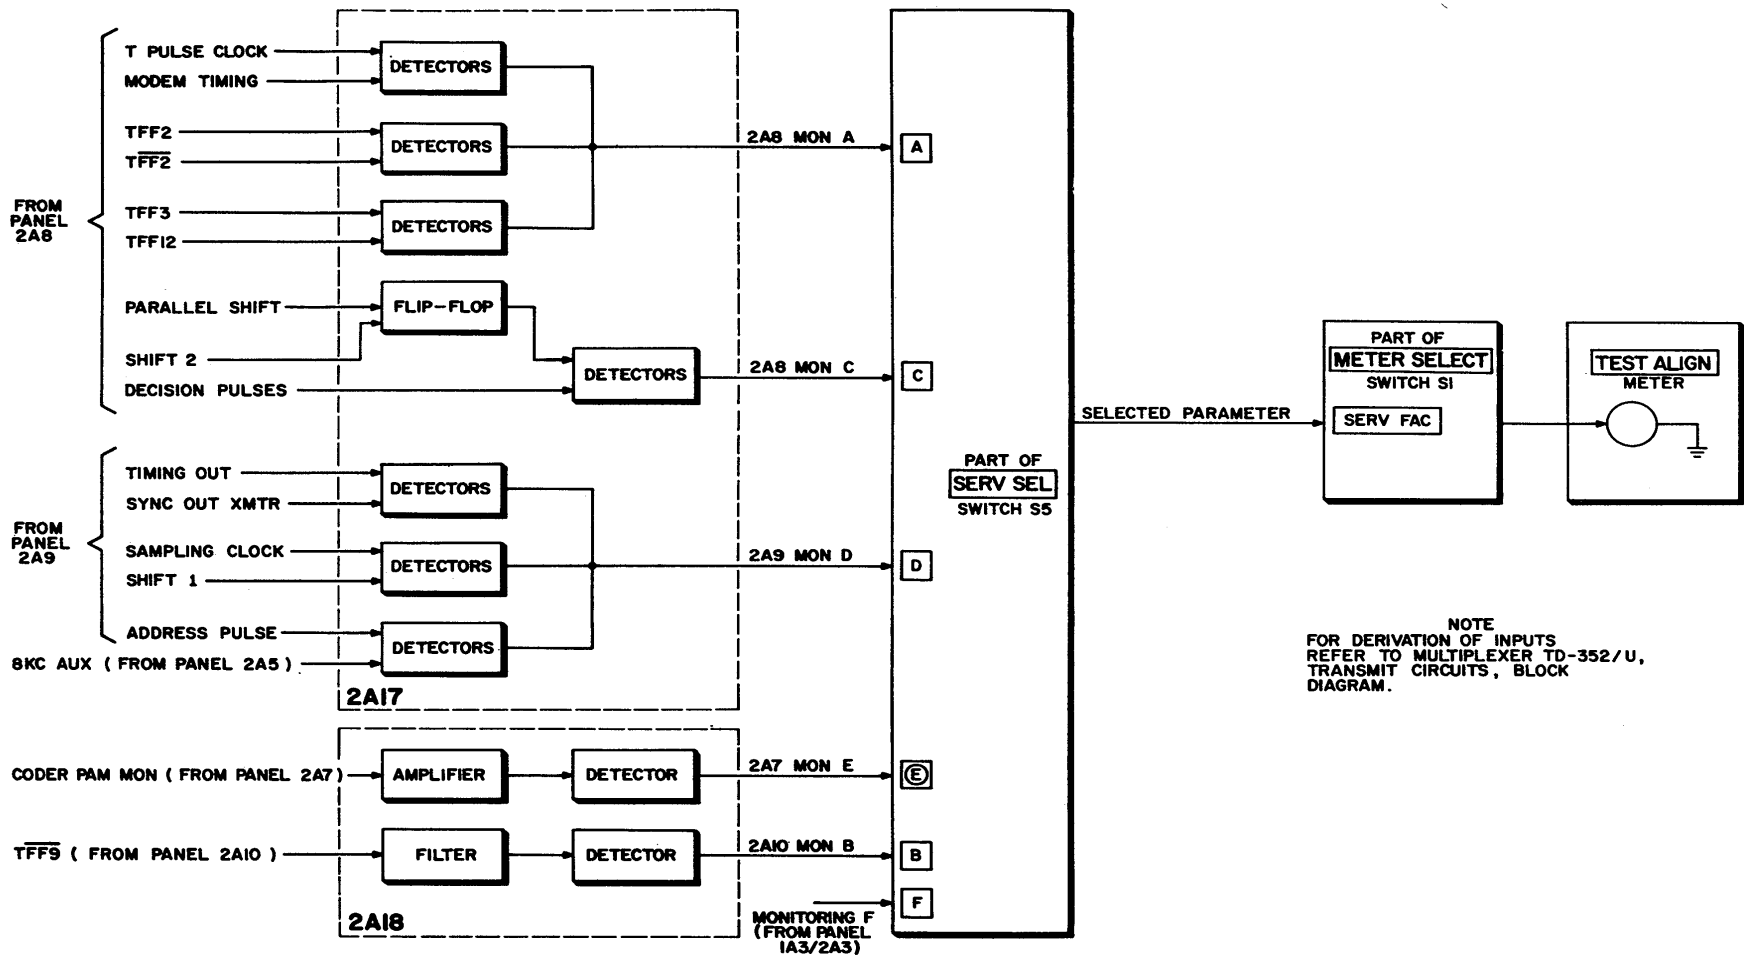 T PULSE CLOCK
MODEM TIMING
DETECTORS
TFF2
T̅F̅F̅2̅
DETECTORS
2A8 MON A
A
FROM
PANEL
2A8
TFF3
TFF12
DETECTORS
PARALLEL SHIFT
FLIP-FLOP
SHIFT 2
DECISION PULSES
DETECTORS
2A8 MON C
C
TIMING OUT
SYNC OUT XMTR
DETECTORS
FROM
PANEL
2A9
SAMPLING CLOCK
SHIFT 1
DETECTORS
2A9 MON D
D
ADDRESS PULSE
8KC AUX (FROM PANEL 2A5)
DETECTORS
2A17
CODER PAM MON (FROM PANEL 2A7)
AMPLIFIER
DETECTOR
2A7 MON E
E
T̅F̅F̅9̅ (FROM PANEL 2A10)
FILTER
DETECTOR
2A10 MON B
B
2A18
MONITORING F
(FROM PANEL
1A3/2A3)
F
PART OF
SERV SEL
SWITCH S5
SELECTED PARAMETER
PART OF
METER SELECT
SWITCH S1
SERV FAC
TEST ALIGN
METER
NOTE
FOR DERIVATION OF INPUTS
REFER TO MULTIPLEXER TD-352/U,
TRANSMIT CIRCUITS, BLOCK
DIAGRAM.